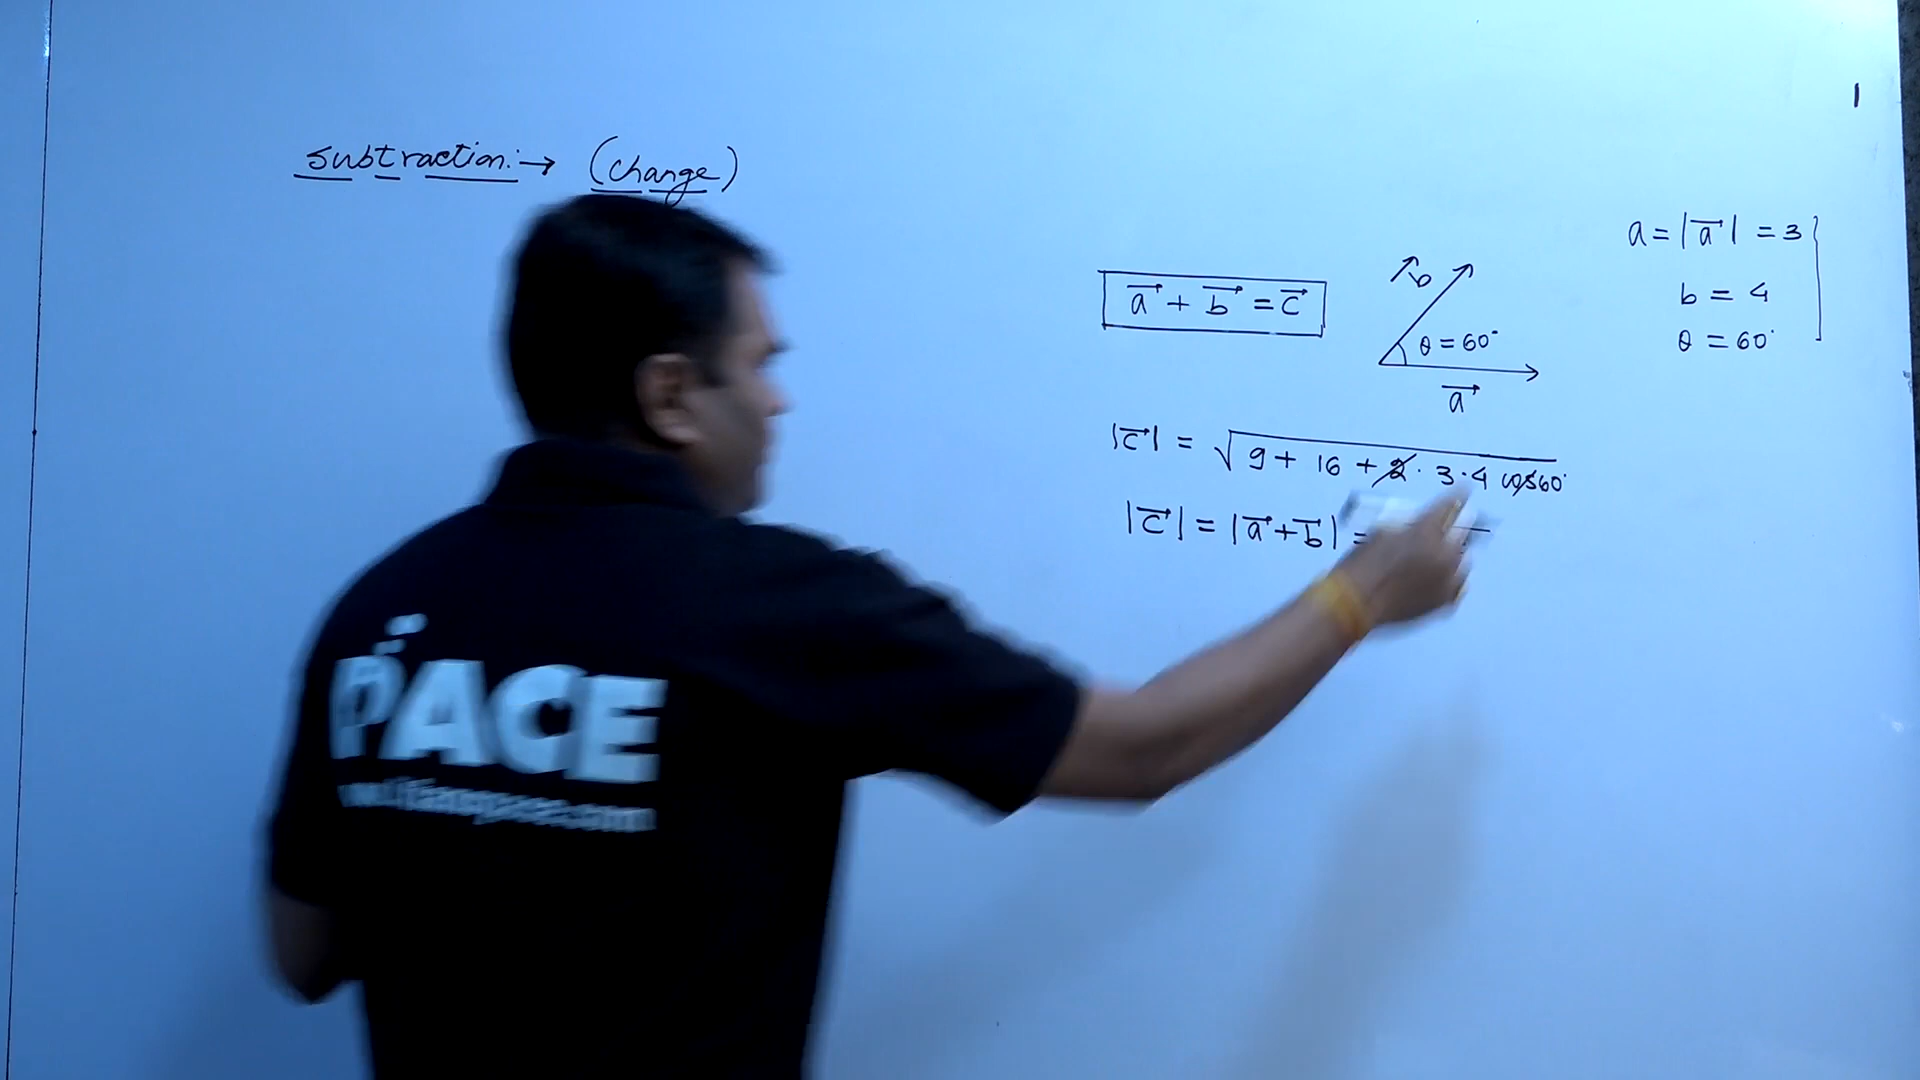 subtraction:→ (change)
a⃗ + b⃗ = c⃗
b⃗
θ = 60°
a⃗
a = |a⃗| = 3
b = 4
θ = 60°
|c⃗| = √9 + 16 + 2 · 3 · 4 cos60°
|c⃗| = |a⃗ + b⃗| =
PACE
1